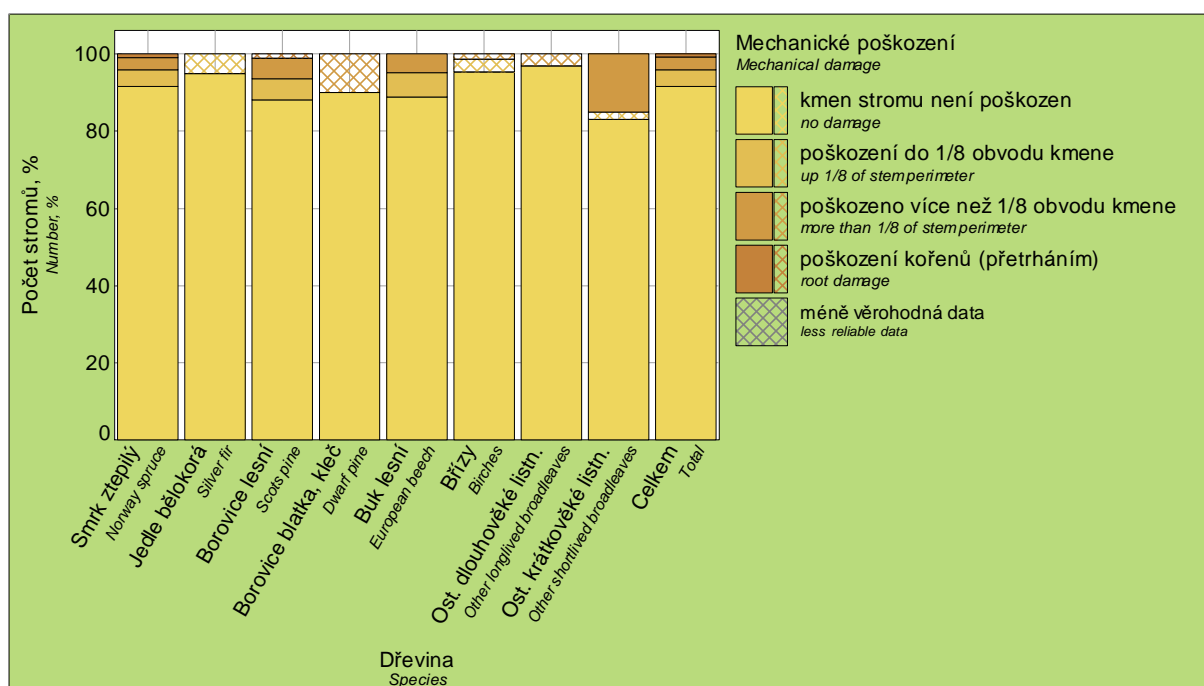 Mechanické poškození
Mechanical damage
kmen stromu není poškozen
no damage
poškození do 1/8 obvodu kmene
up 1/8 of stem perimeter
poškozeno více než 1/8 obvodu kmene
more than 1/8 of stem perimeter
poškození kořenů (přetrháním)
root damage
méně věrohodná data
less reliable data
Počet stromů, %
Number, %
100
80
60
40
20
0
Smrk ztepilý
Norway spruce
Jedle bělokorá
Silver fir
Borovice lesní
Scots pine
Borovice blatka, kleč
Dwarf pine
Buk lesní
European beech
Břízy
Birches
Ost. dlouhověké listn.
Other longlived broadleaves
Ost. krátkověké listn.
Other shortlived broadleaves
Celkem
Total
Dřevina
Species